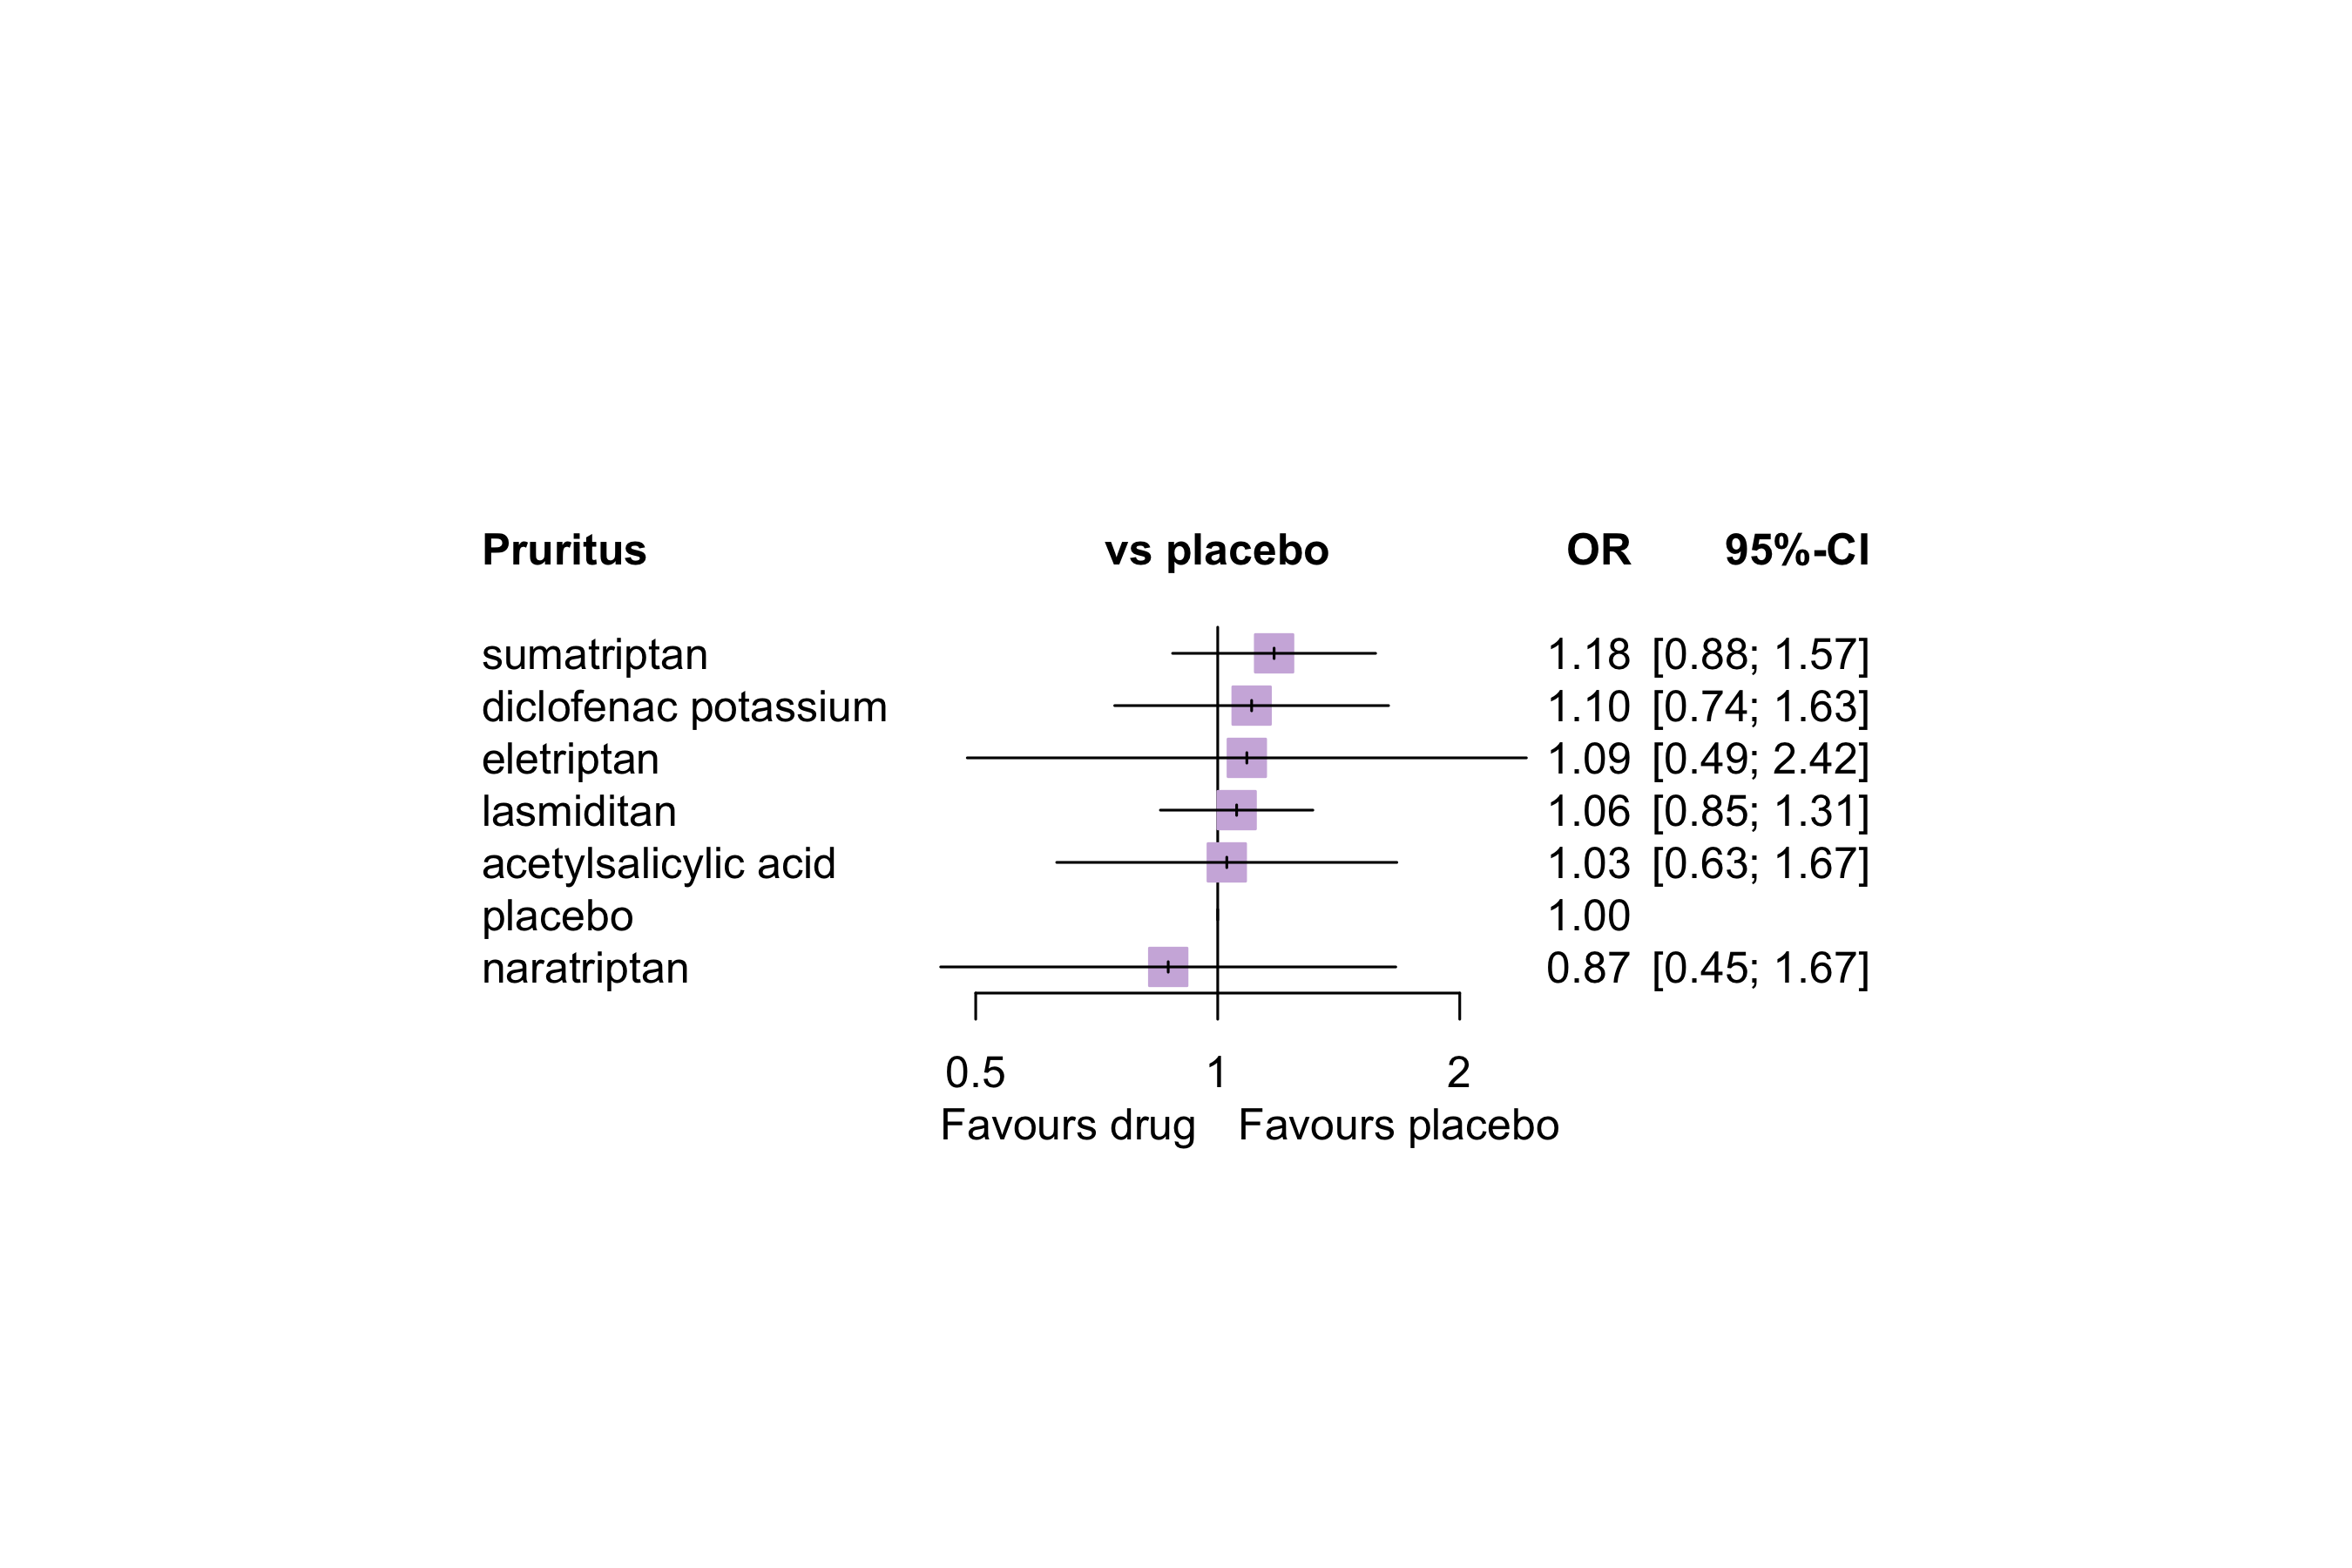 Pruritus vs placebo OR 95%-CI
sumatriptan 1.18 [0.88; 1.57]
diclofenac potassium 1.10 [0.74; 1.63]
eletriptan 1.09 [0.49; 2.42]
lasmiditan 1.06 [0.85; 1.31]
acetylsalicylic acid 1.03 [0.63; 1.67]
placebo 1.00
naratriptan 0.87 [0.45; 1.67]
0.5 1 2
Favours drug Favours placebo